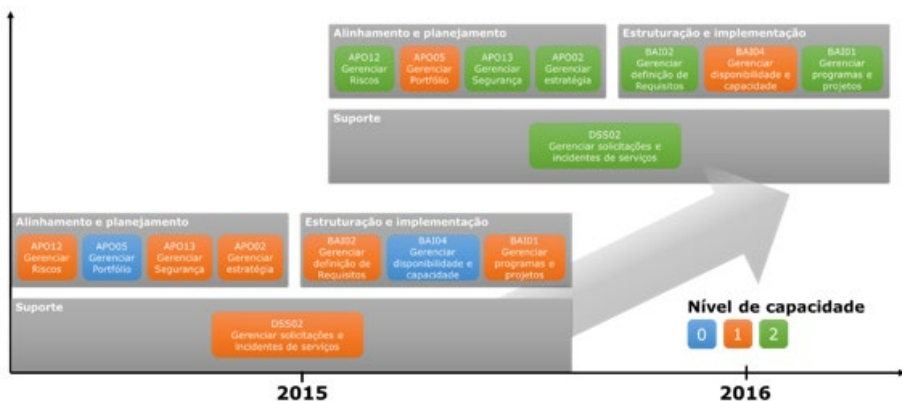 Alinhamento e planejamento
APO12
Gerenciar
Riscos
APO05
Gerenciar
Portfólio
APO13
Gerenciar
Segurança
APO02
Gerenciar
estratégia
Estruturação e implementação
BAI02
Gerenciar
definição de
Requisitos
BAI04
Gerenciar
disponibilidade e
capacidade
BAI01
Gerenciar
programas e
projetos
Suporte
DSS02
Gerenciar solicitações e
incidentes de serviços
Alinhamento e planejamento
APO12
Gerenciar
Riscos
APO05
Gerenciar
Portfólio
APO13
Gerenciar
Segurança
APO02
Gerenciar
estratégia
Estruturação e implementação
BAI02
Gerenciar
definição de
Requisitos
BAI04
Gerenciar
disponibilidade e
capacidade
BAI01
Gerenciar
programas e
projetos
Suporte
DSS02
Gerenciar solicitações e
incidentes de serviços
Nível de capacidade
0 1 2
2015
2016